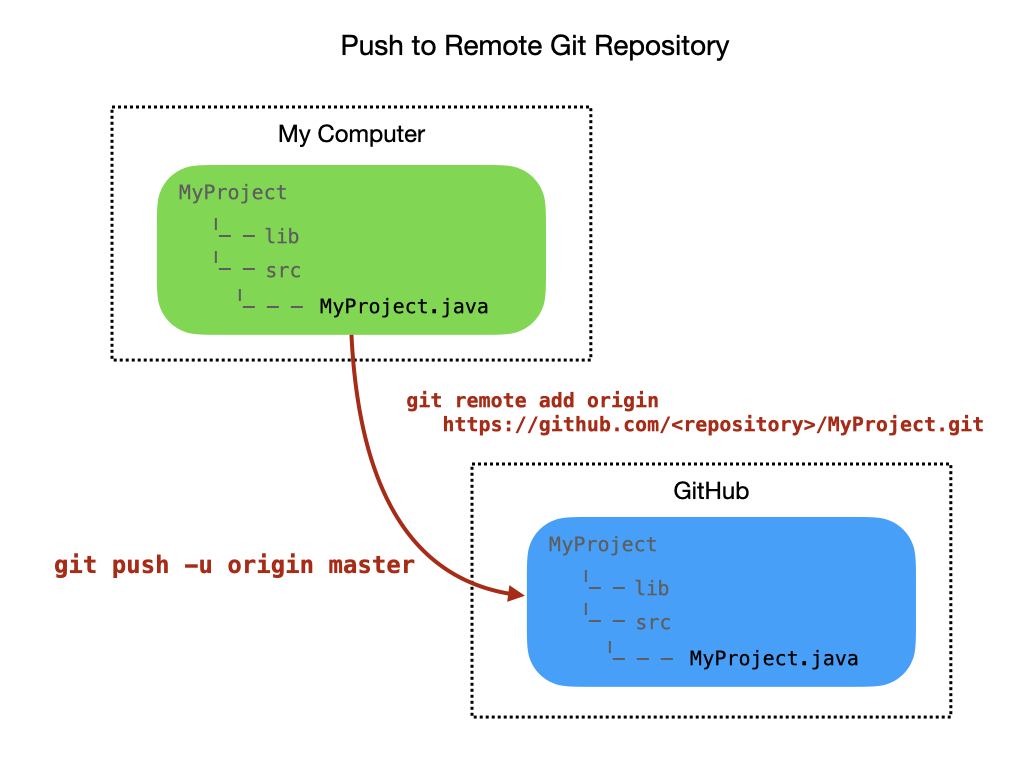 Push to Remote Git Repository
My Computer
MyProject
lib
src
MyProject.java
git remote add origin
https://github.com/<repository>/MyProject.git
GitHub
MyProject
lib
src
MyProject.java
git push -u origin master